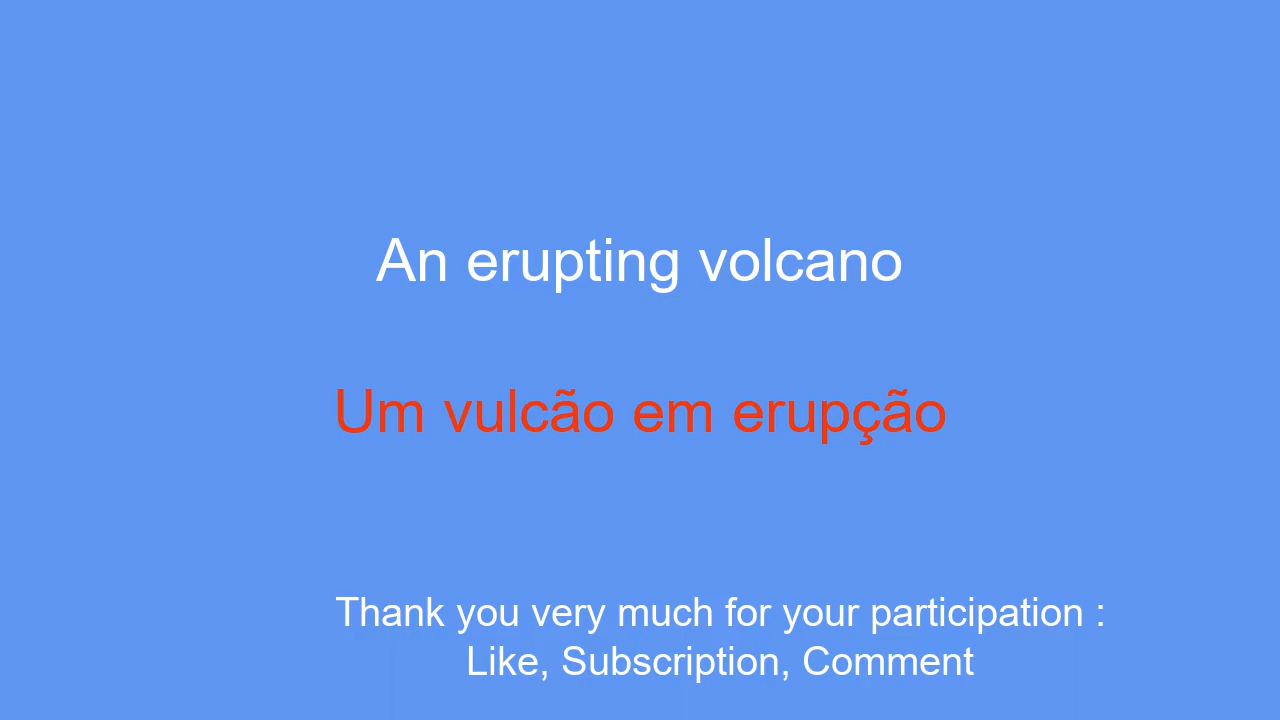 An erupting volcano
Um vulcão em erupção
Thank you very much for your participation :
Like, Subscription, Comment